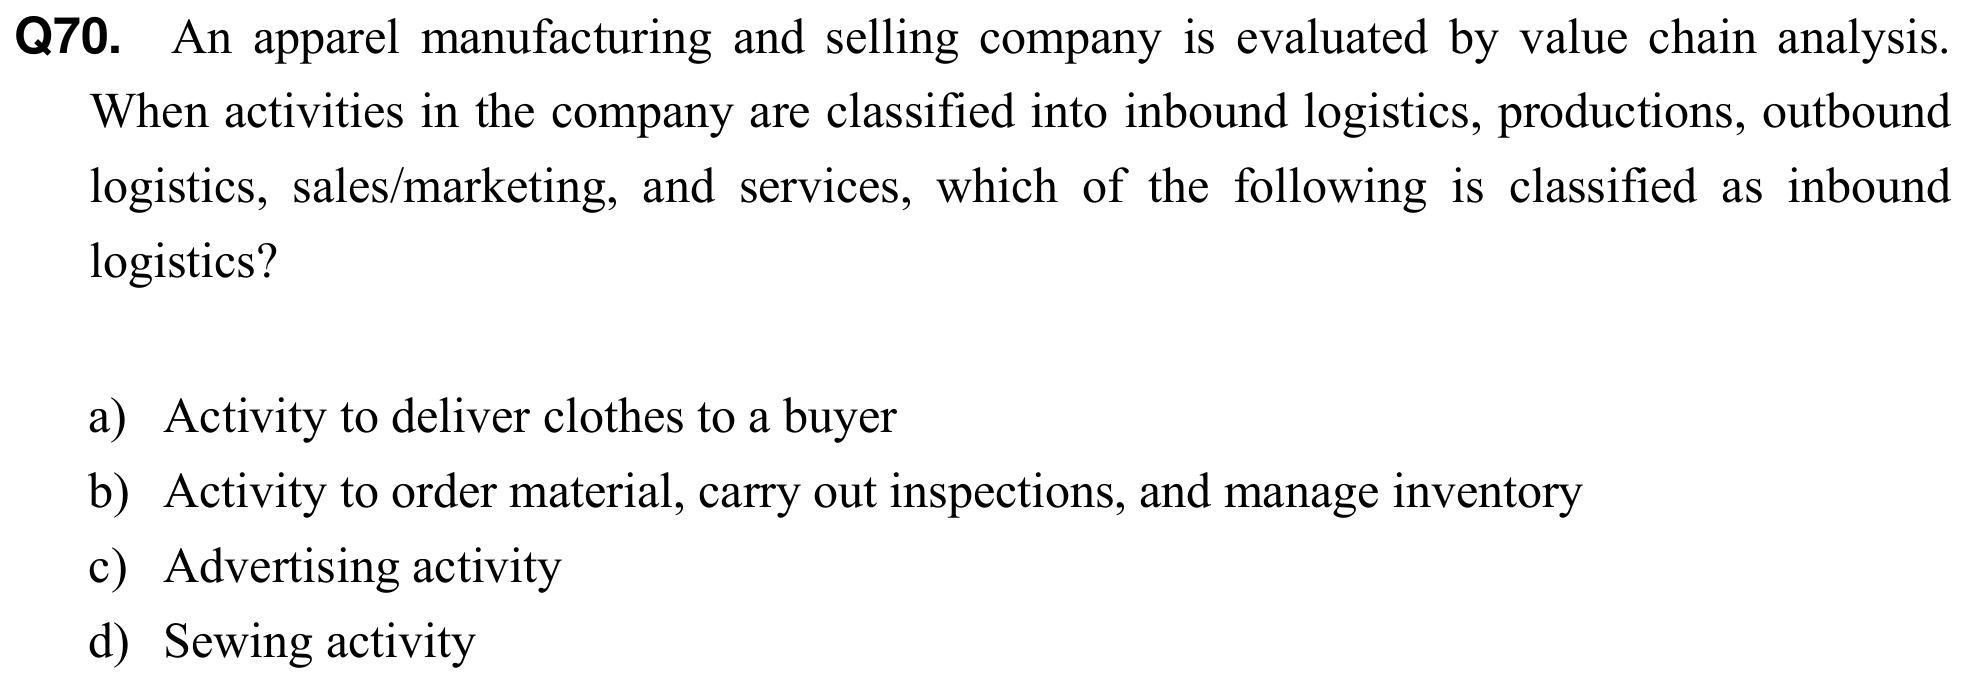 Q70. An apparel manufacturing and selling company is evaluated by value chain analysis.
When activities in the company are classified into inbound logistics, productions, outbound
logistics, sales/marketing, and services, which of the following is classified as inbound
logistics?
a) Activity to deliver clothes to a buyer
b) Activity to order material, carry out inspections, and manage inventory
c) Advertising activity
d) Sewing activity